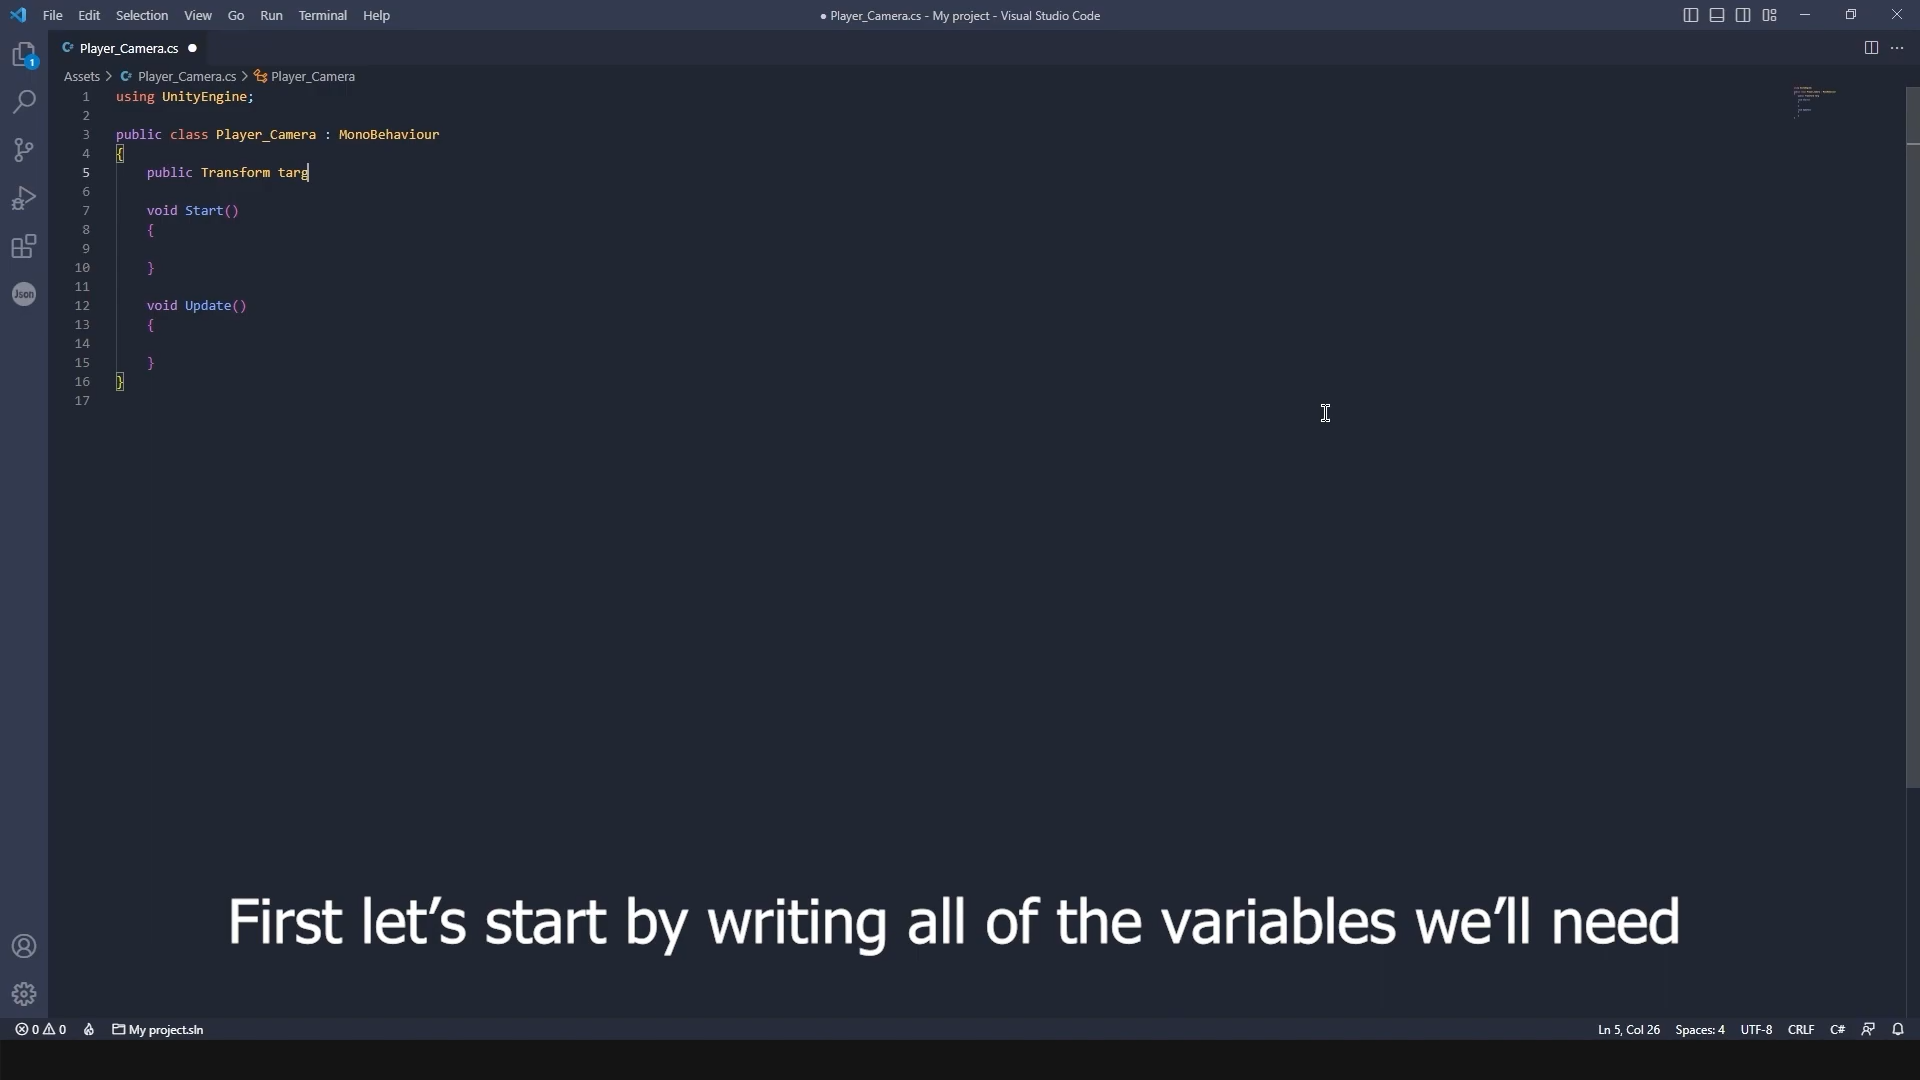 File Edit Selection View Go Run Terminal Help
● Player_Camera.cs - My project - Visual Studio Code
Player_Camera.cs ●
1
Assets > Player_Camera.cs > Player_Camera
1 using UnityEngine;
2
3 public class Player_Camera : MonoBehaviour
4 {
5 public Transform targ
6
7 void Start()
8 {
9
10 }
11
12 void Update()
13 {
14
15 }
16 }
17
Json
First let’s start by writing all of the variables we’ll need
0 0 My project.sln
Ln 5, Col 26 Spaces: 4 UTF-8 CRLF C#